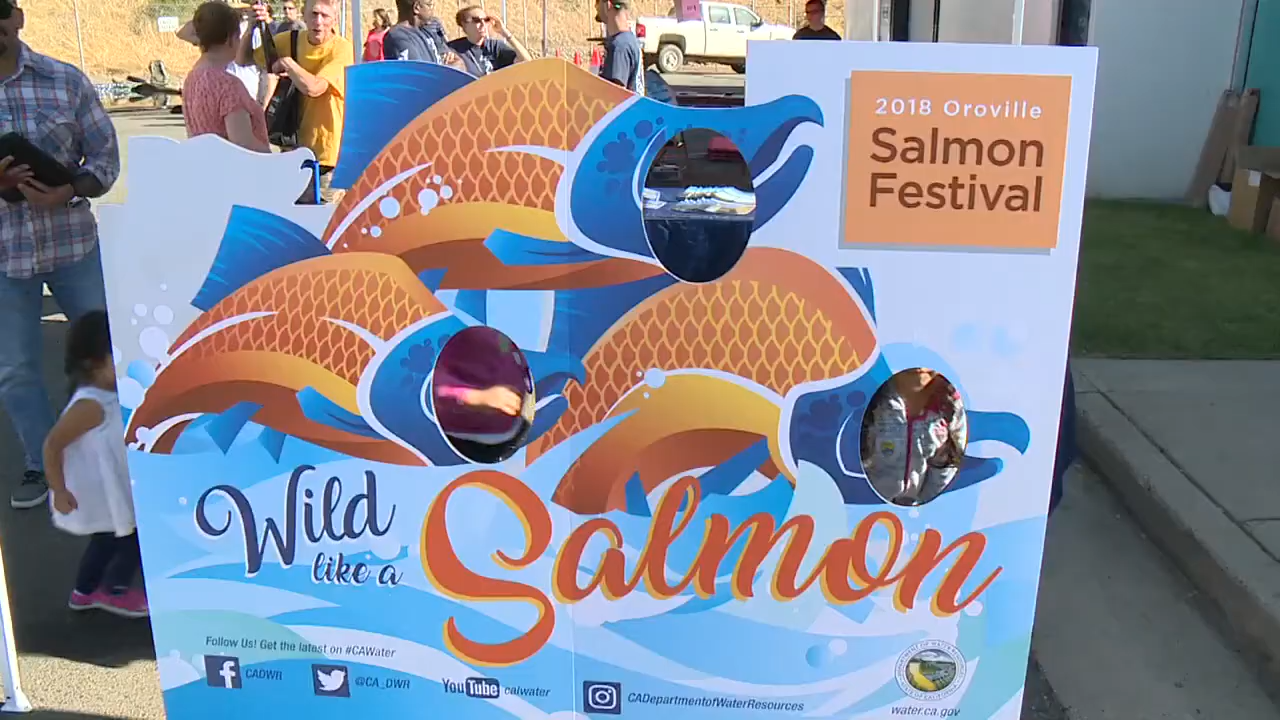 2018 Oroville
Salmon
Festival
Wild
like a
Salmon
Follow Us! Get the latest on #CAWater
CADWR
@CA_DWR
YouTube calwater
CADepartmentofWaterResources
water.ca.gov